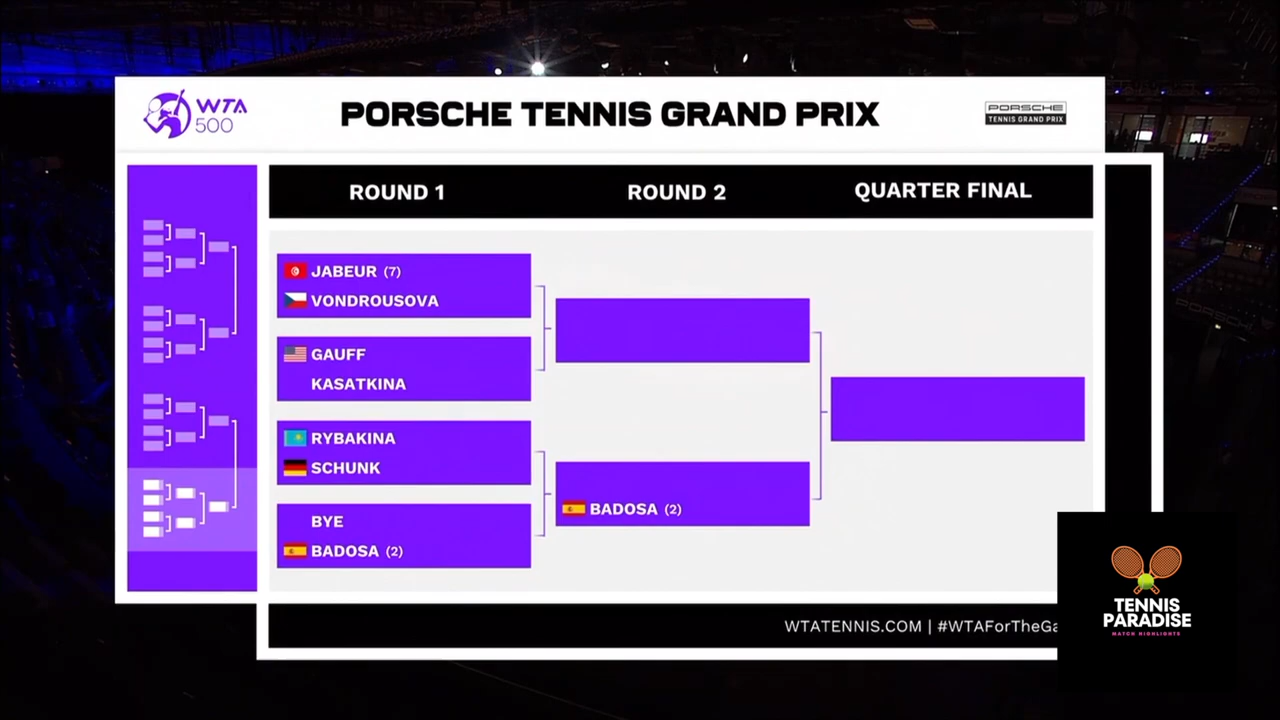 WTA
500
PORSCHE TENNIS GRAND PRIX
PORSCHE
TENNIS GRAND PRIX
ROUND 1
ROUND 2
QUARTER FINAL
JABEUR (7)
VONDROUSOVA
GAUFF
KASATKINA
RYBAKINA
SCHUNK
BYE
BADOSA (2)
BADOSA (2)
WTATENNIS.COM | #WTAForTheGa
TENNIS
PARADISE
MATCH HIGHLIGHTS